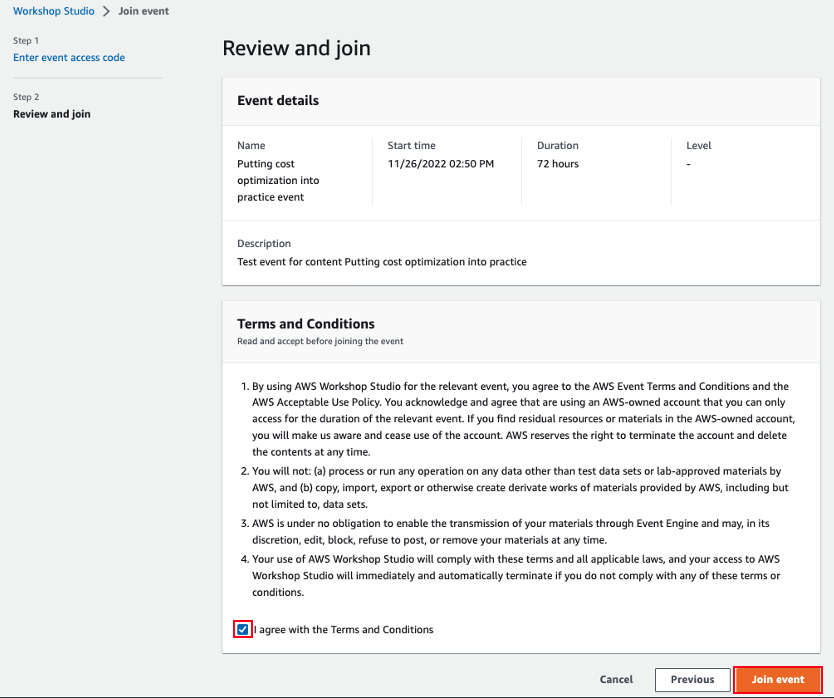 Workshop Studio > Join event
Step 1
Enter event access code
Step 2
Review and join
Review and join
Event details
Name
Putting cost
optimization into
practice event
Start time
11/26/2022 02:50 PM
Duration
72 hours
Level
-
Description
Test event for content Putting cost optimization into practice
Terms and Conditions
Read and accept before joining the event
1. By using AWS Workshop Studio for the relevant event, you agree to the AWS Event Terms and Conditions and the
AWS Acceptable Use Policy. You acknowledge and agree that are using an AWS-owned account that you can only
access for the duration of the relevant event. If you find residual resources or materials in the AWS-owned account,
you will make us aware and cease use of the account. AWS reserves the right to terminate the account and delete
the contents at any time.
2. You will not: (a) process or run any operation on any data other than test data sets or lab-approved materials by
AWS, and (b) copy, import, export or otherwise create derivate works of materials provided by AWS, including but
not limited to, data sets.
3. AWS is under no obligation to enable the transmission of your materials through Event Engine and may, in its
discretion, edit, block, refuse to post, or remove your materials at any time.
4. Your use of AWS Workshop Studio will comply with these terms and all applicable laws, and your access to AWS
Workshop Studio will immediately and automatically terminate if you do not comply with any of these terms or
conditions.
I agree with the Terms and Conditions
Cancel
Previous
Join event